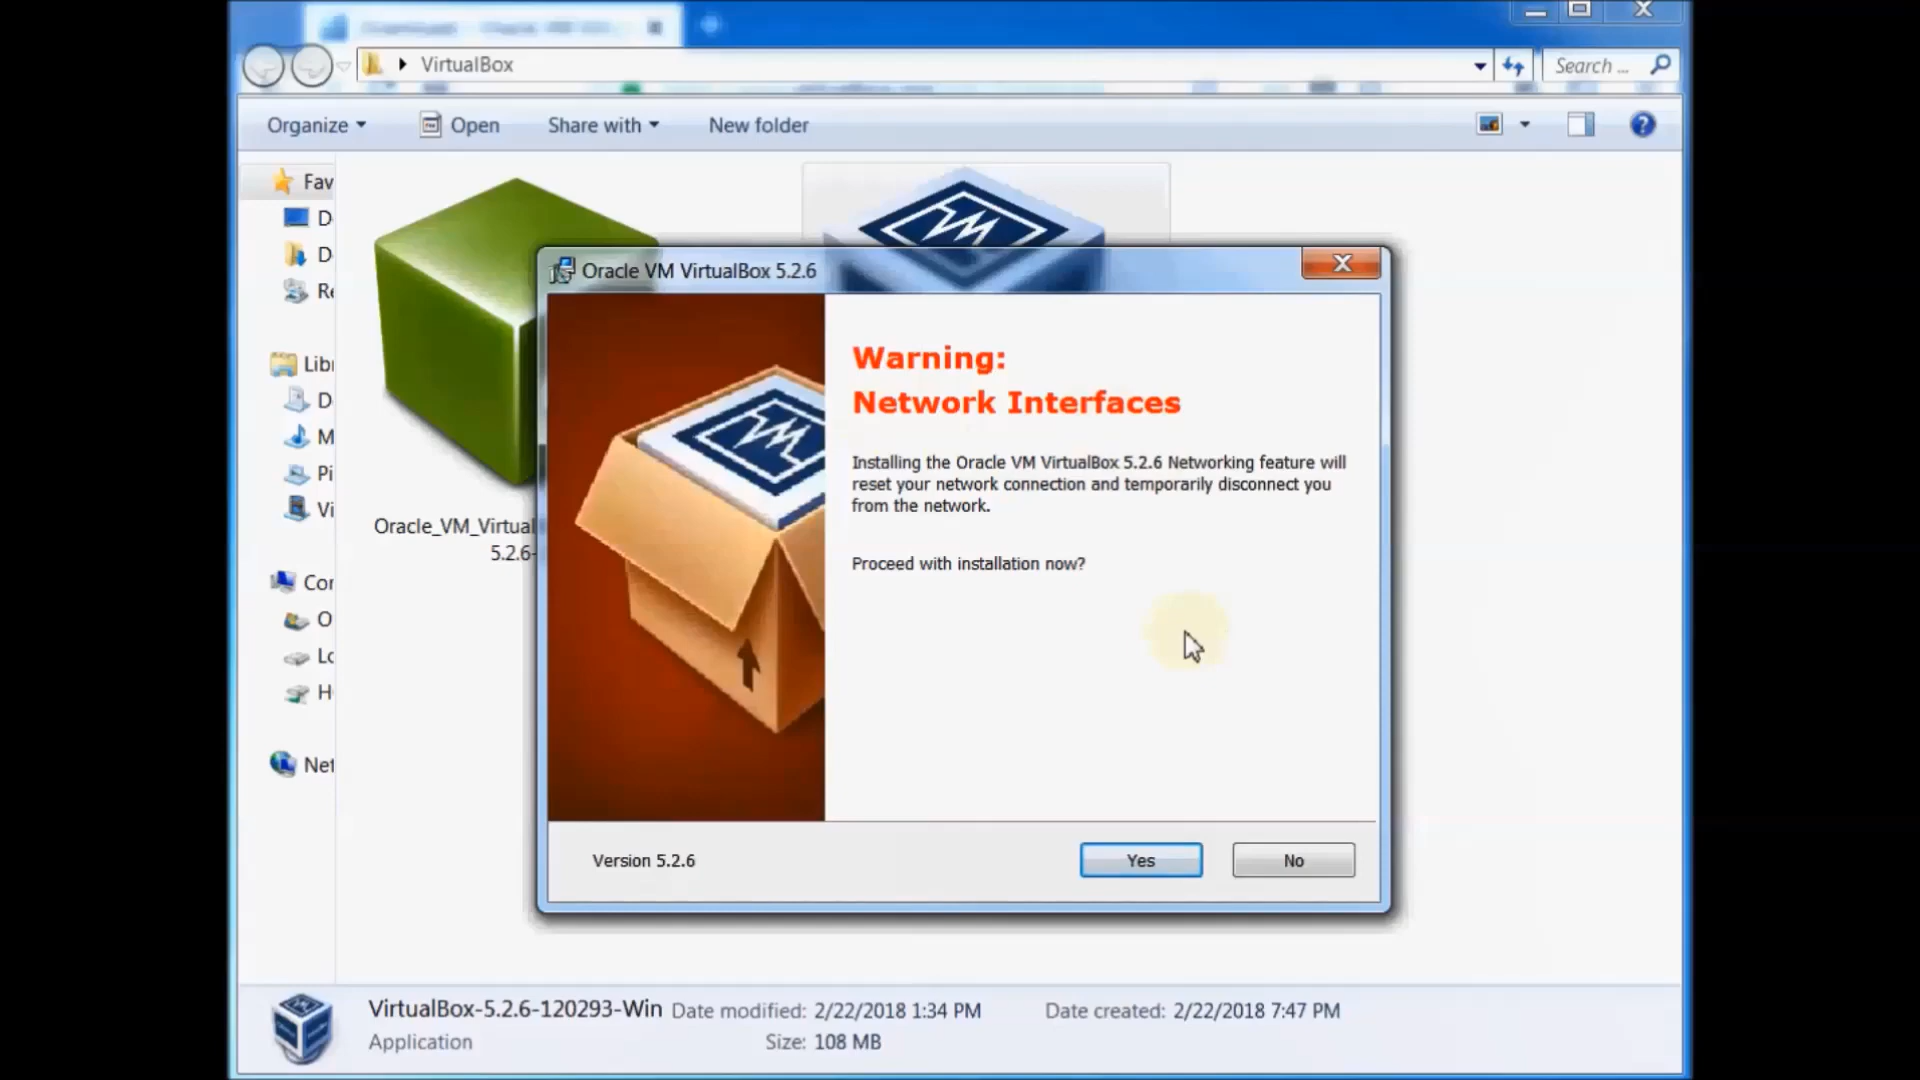 VirtualBox
Search ...
Organize
Open
Share with
New folder
Fav
D
D
Re
Libr
D
M
Pi
Vi
Cor
O
Lo
H
Net
Oracle_VM_Virtual
5.2.6-
Oracle VM VirtualBox 5.2.6
Warning:
Network Interfaces
Installing the Oracle VM VirtualBox 5.2.6 Networking feature will
reset your network connection and temporarily disconnect you
from the network.
Proceed with installation now?
Version 5.2.6
Yes
No
VirtualBox-5.2.6-120293-Win
Date modified: 2/22/2018 1:34 PM
Date created: 2/22/2018 7:47 PM
Application
Size: 108 MB